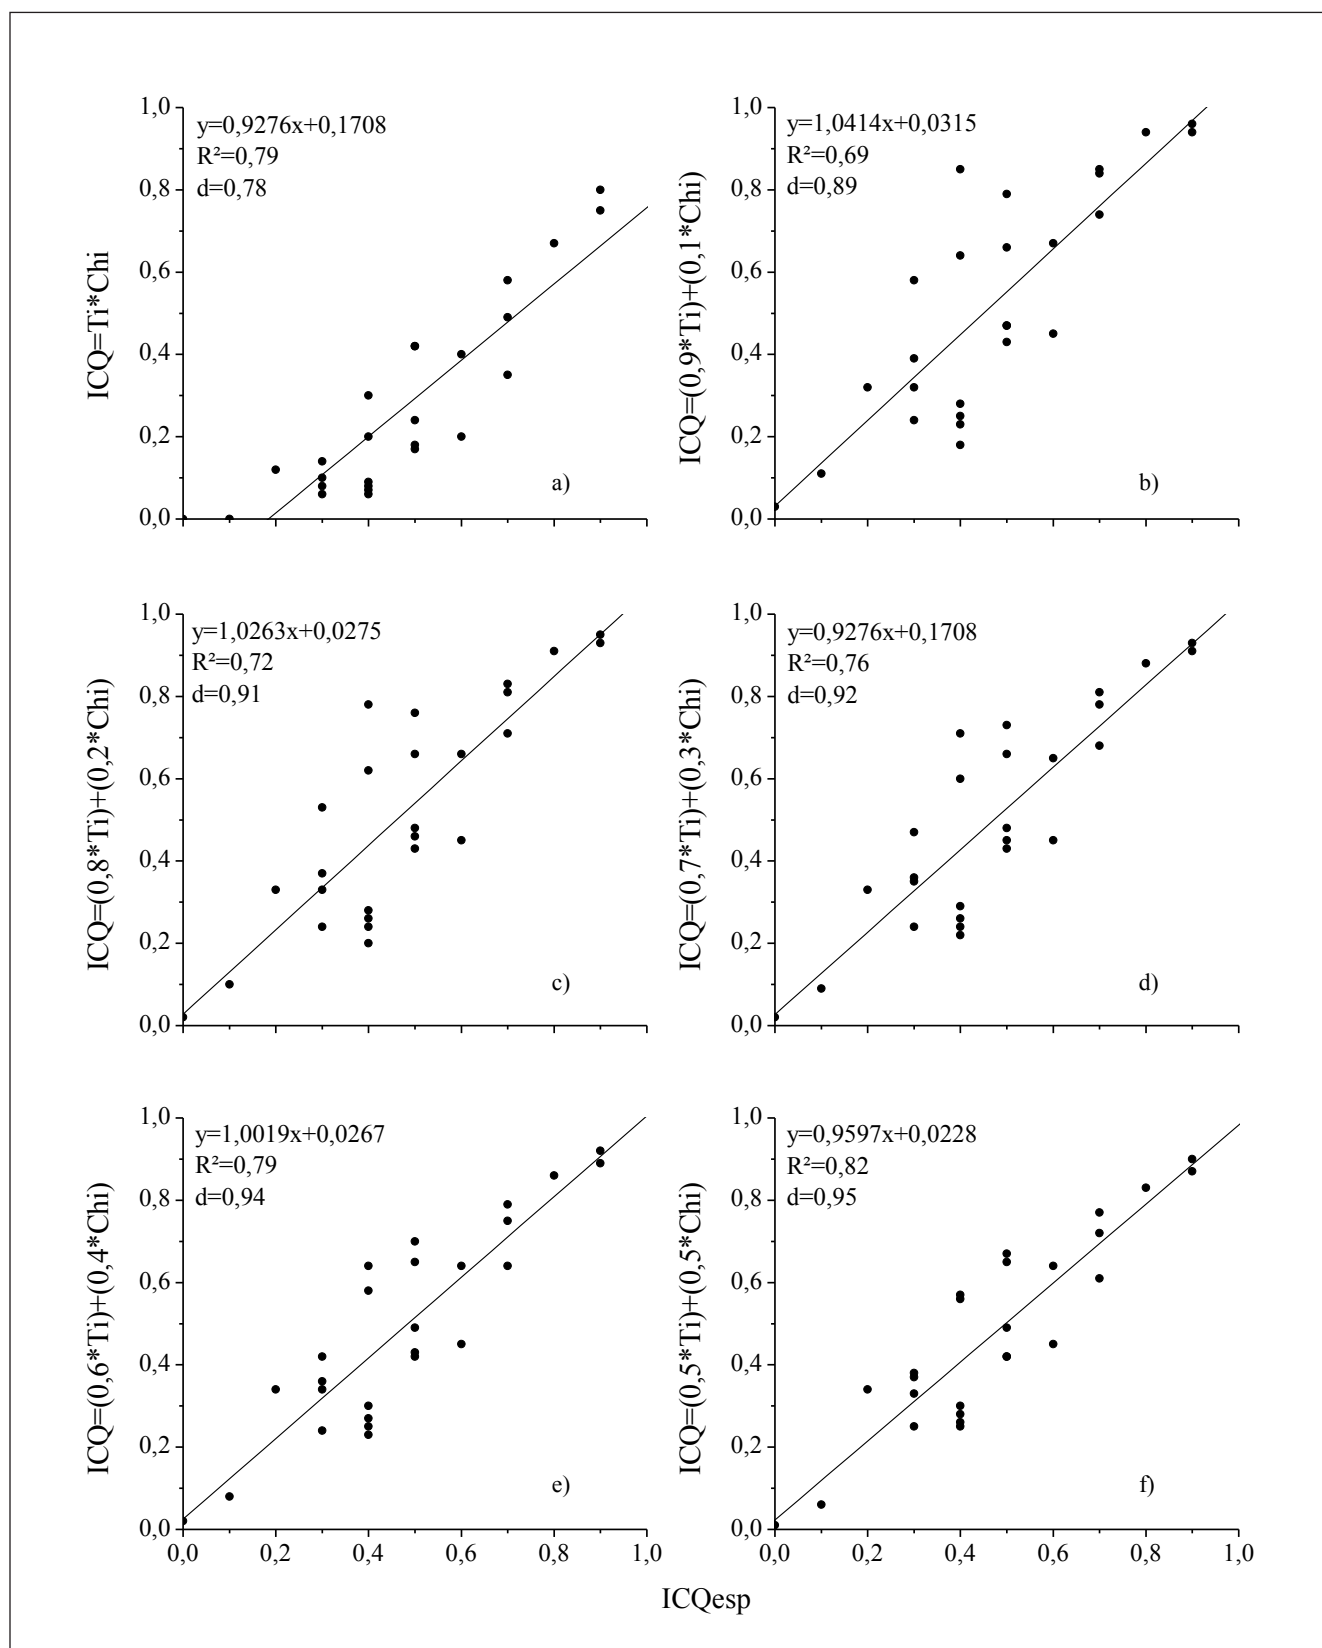 ICQ=Ti*Chi
1,0
0,8
0,6
0,4
0,2
0,0
y=0,9276x+0,1708
R²=0,79
d=0,78
a)
ICQ=(0,9*Ti)+(0,1*Chi)
1,0
0,8
0,6
0,4
0,2
0,0
y=1,0414x+0,0315
R²=0,69
d=0,89
b)
ICQ=(0,8*Ti)+(0,2*Chi)
1,0
0,8
0,6
0,4
0,2
0,0
y=1,0263x+0,0275
R²=0,72
d=0,91
c)
ICQ=(0,7*Ti)+(0,3*Chi)
1,0
0,8
0,6
0,4
0,2
0,0
y=0,9276x+0,1708
R²=0,76
d=0,92
d)
ICQ=(0,6*Ti)+(0,4*Chi)
1,0
0,8
0,6
0,4
0,2
0,0
y=1,0019x+0,0267
R²=0,79
d=0,94
e)
0,0 0,2 0,4 0,6 0,8 1,0
ICQ=(0,5*Ti)+(0,5*Chi)
1,0
0,8
0,6
0,4
0,2
0,0
y=0,9597x+0,0228
R²=0,82
d=0,95
f)
0,0 0,2 0,4 0,6 0,8 1,0
ICQesp